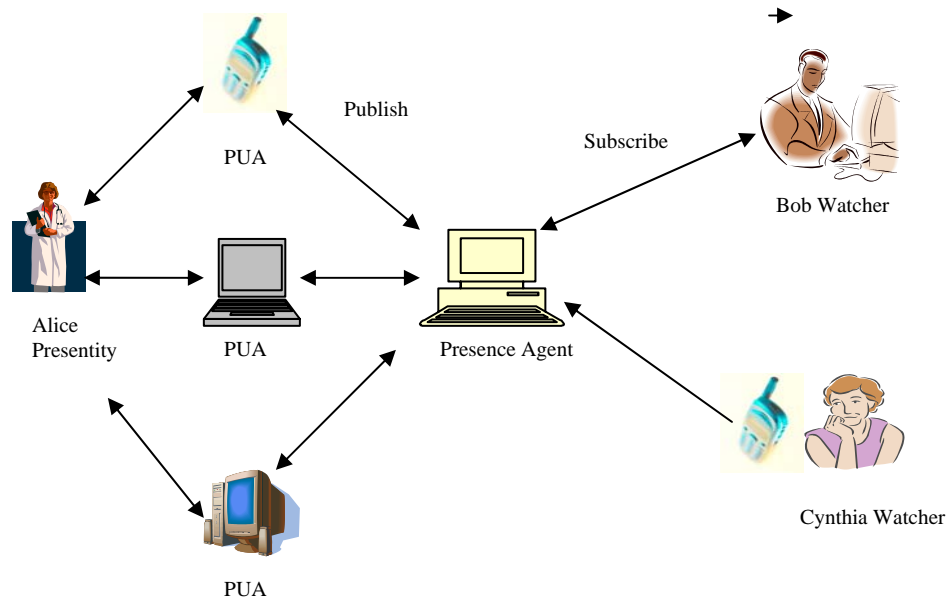 Publish
Subscribe
PUA
Bob Watcher
Alice
Presentity
PUA
Presence Agent
Cynthia Watcher
PUA